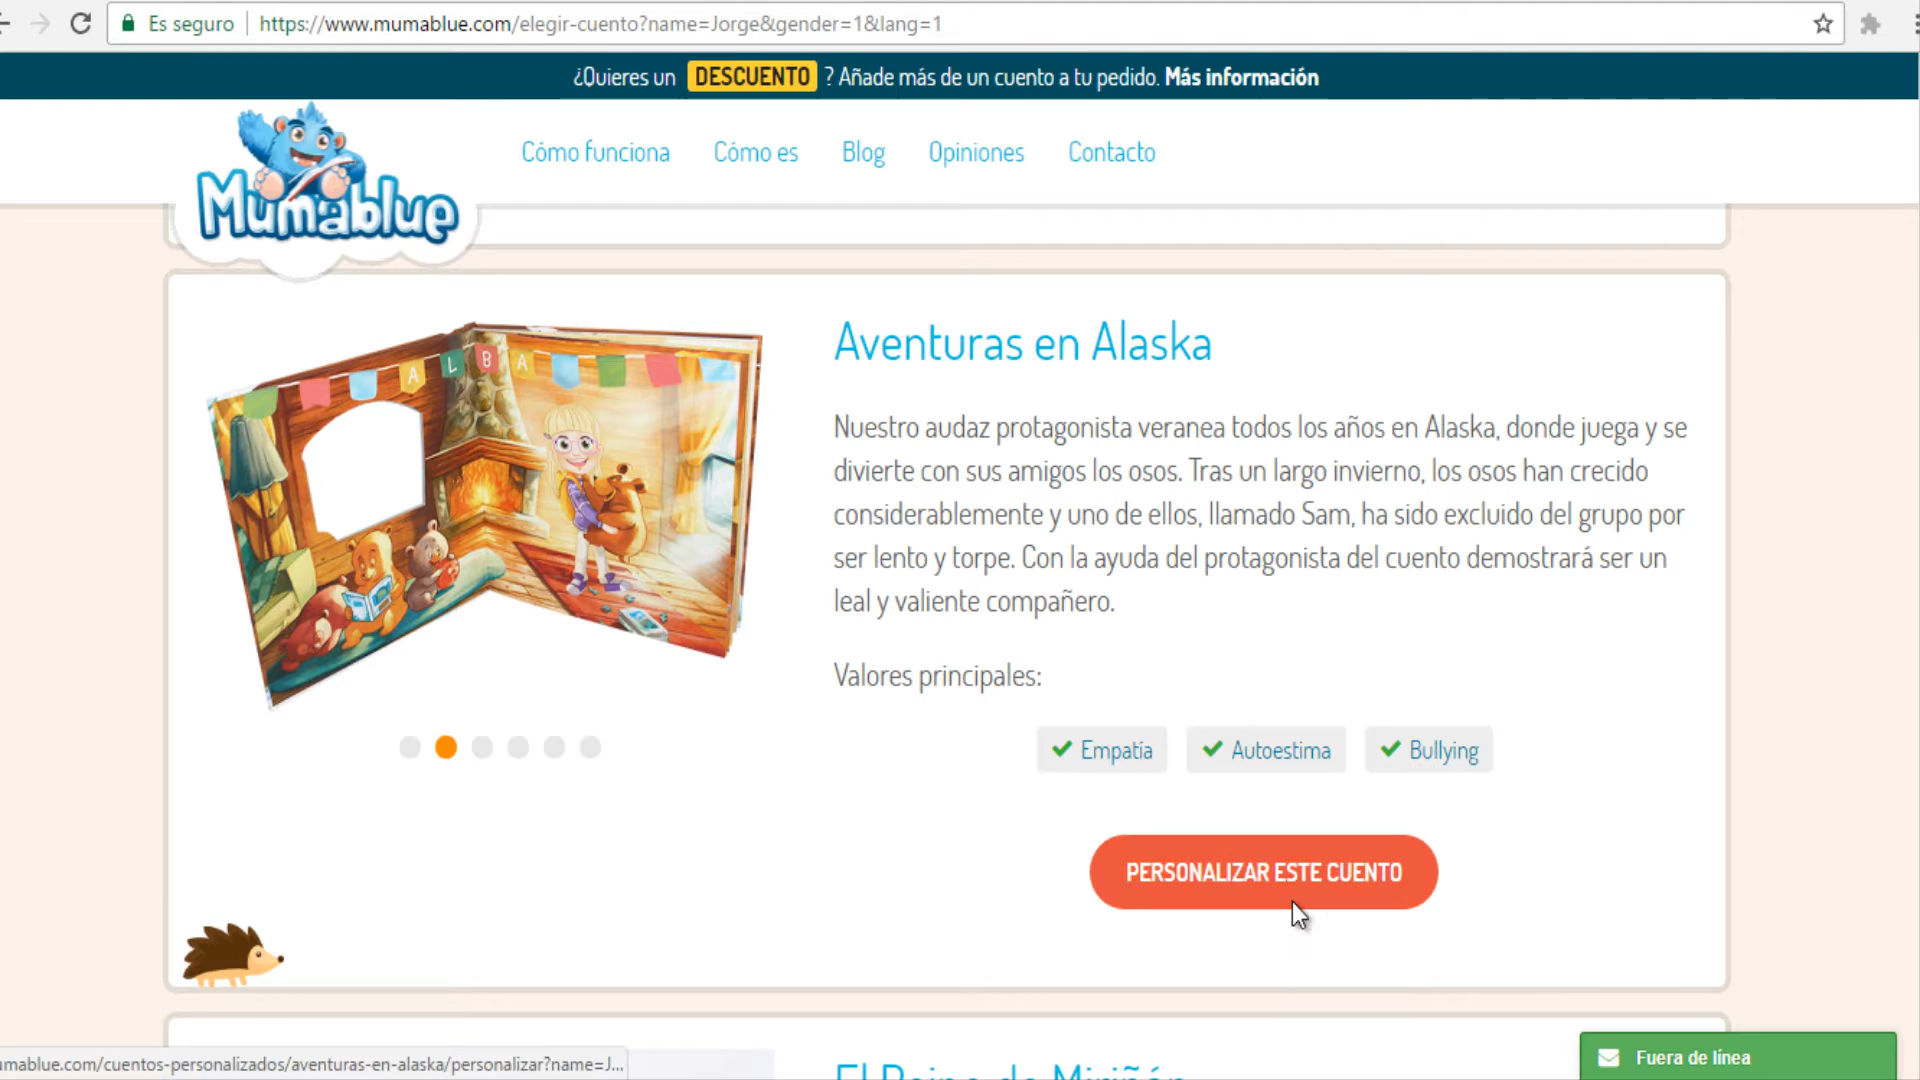 Es seguro
https://www.mumablue.com/elegir-cuento?name=Jorge&gender=1&lang=1
¿Quieres un DESCUENTO ? Añade más de un cuento a tu pedido. Más información
Mumablue
Cómo funciona
Cómo es
Blog
Opiniones
Contacto
ALBA
Aventuras en Alaska
Nuestro audaz protagonista veranea todos los años en Alaska, donde juega y se
divierte con sus amigos los osos. Tras un largo invierno, los osos han crecido
considerablemente y uno de ellos, llamado Sam, ha sido excluido del grupo por
ser lento y torpe. Con la ayuda del protagonista del cuento demostrará ser un
leal y valiente compañero.
Valores principales:
Empatía
Autoestima
Bullying
PERSONALIZAR ESTE CUENTO
El Reino de Miriñón
umablue.com/cuentos-personalizados/aventuras-en-alaska/personalizar?name=J...
Fuera de línea